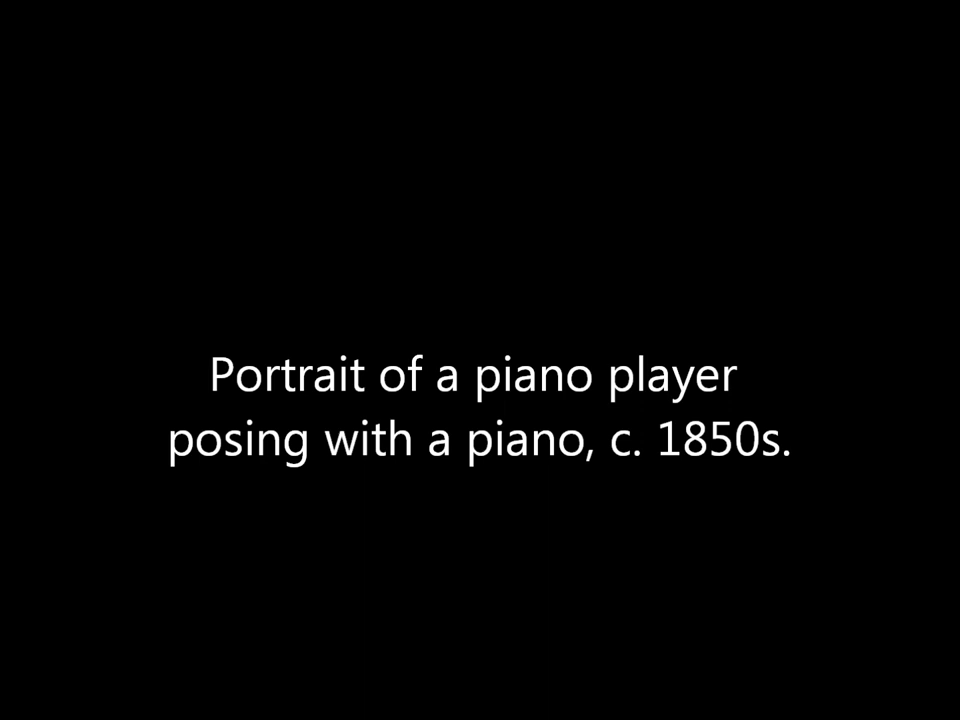 Portrait of a piano player
posing with a piano, c. 1850s.